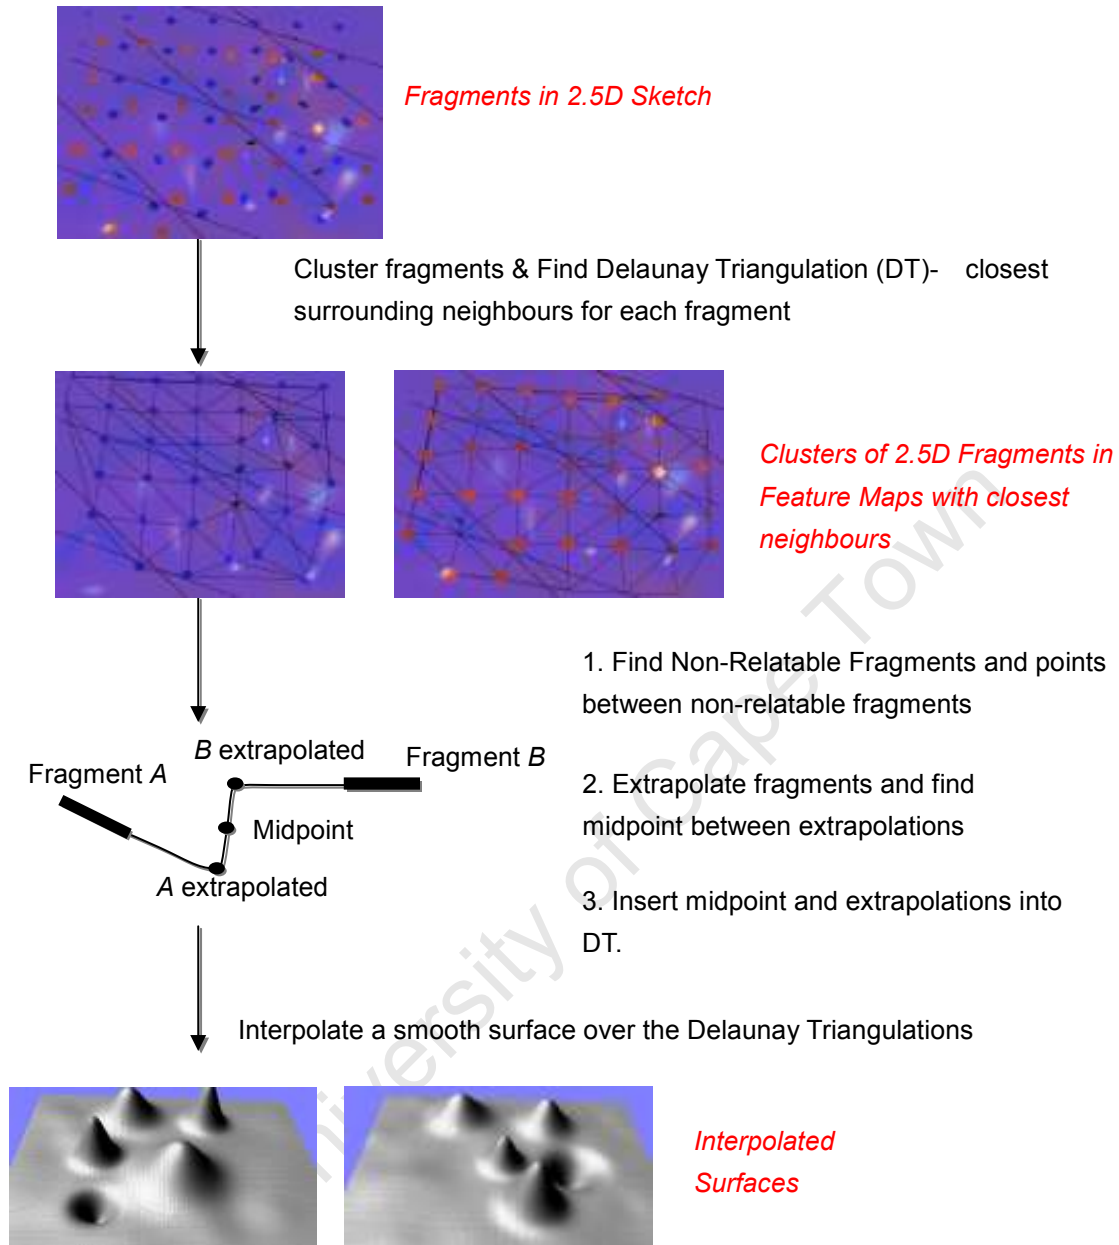 Fragments in 2.5D Sketch
Cluster fragments & Find Delaunay Triangulation (DT)- closest
surrounding neighbours for each fragment
Clusters of 2.5D Fragments in
Feature Maps with closest
neighbours
1. Find Non-Relatable Fragments and points
between non-relatable fragments
B extrapolated
Fragment B
Fragment A
2. Extrapolate fragments and find
midpoint between extrapolations
Midpoint
A extrapolated
3. Insert midpoint and extrapolations into
DT.
Interpolate a smooth surface over the Delaunay Triangulations
Interpolated
Surfaces
University of Cape Town